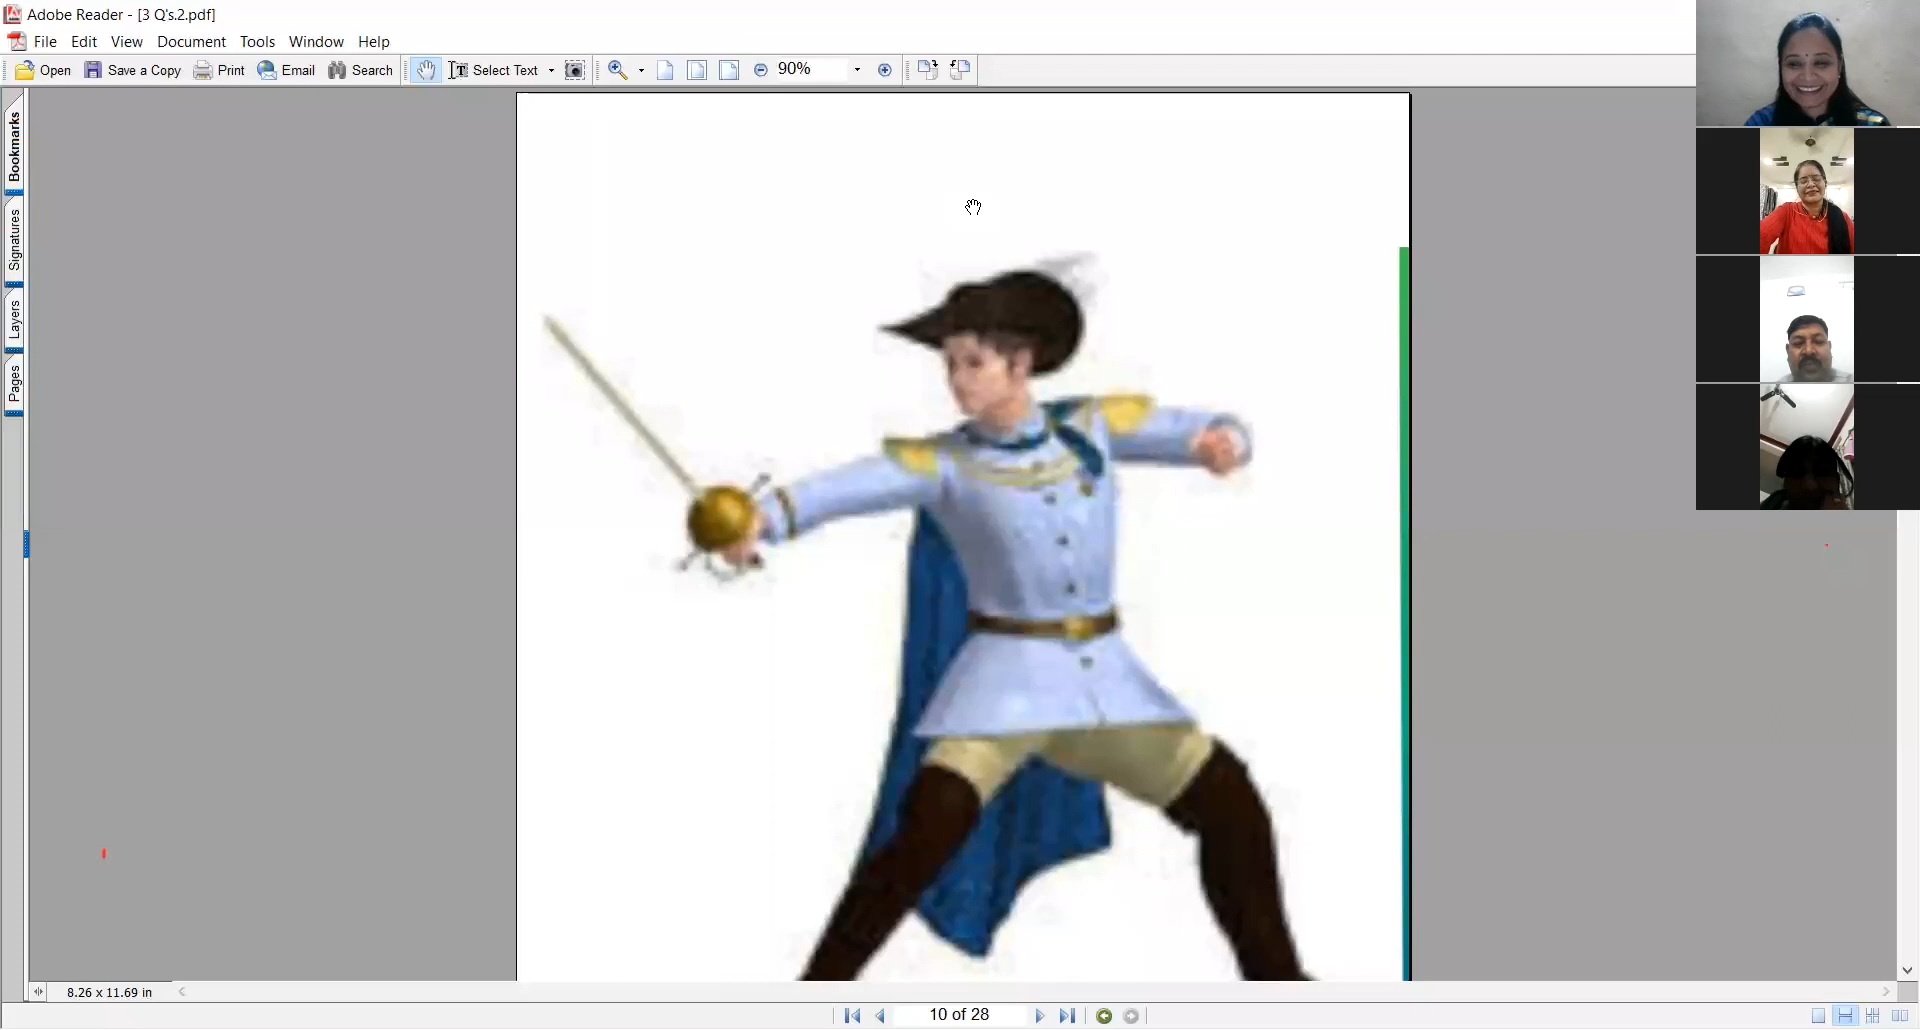 Adobe Reader - [3 Q's.2.pdf]
File Edit View Document Tools Window Help
Open Save a Copy Print Email Search Select Text 90%
Bookmarks
Signatures
Layers
Pages
8.26 x 11.69 in
10 of 28